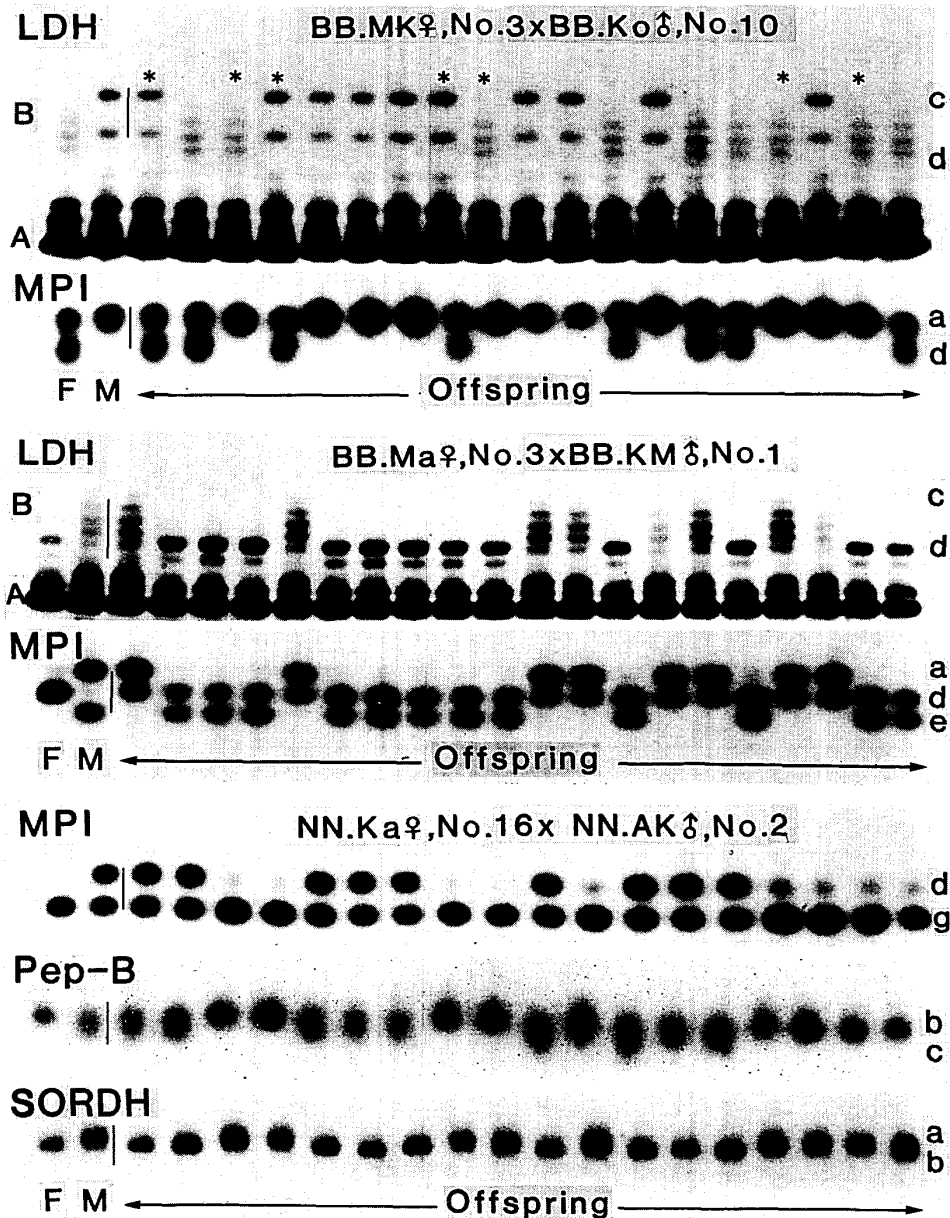 LDH BB.MK♀,No.3xBB.Ko♂,No.10
* * * * * * *
B c
d
A
MPI
a
d
F M Offspring
LDH BB.Ma♀,No.3xBB.KM♂,No.1
B c
d
A
MPI
a
d
e
F M Offspring
MPI NN.Ka♀,No.16x NN.AK♂,No.2
d
g
Pep-B
b
c
SORDH
a
b
F M Offspring